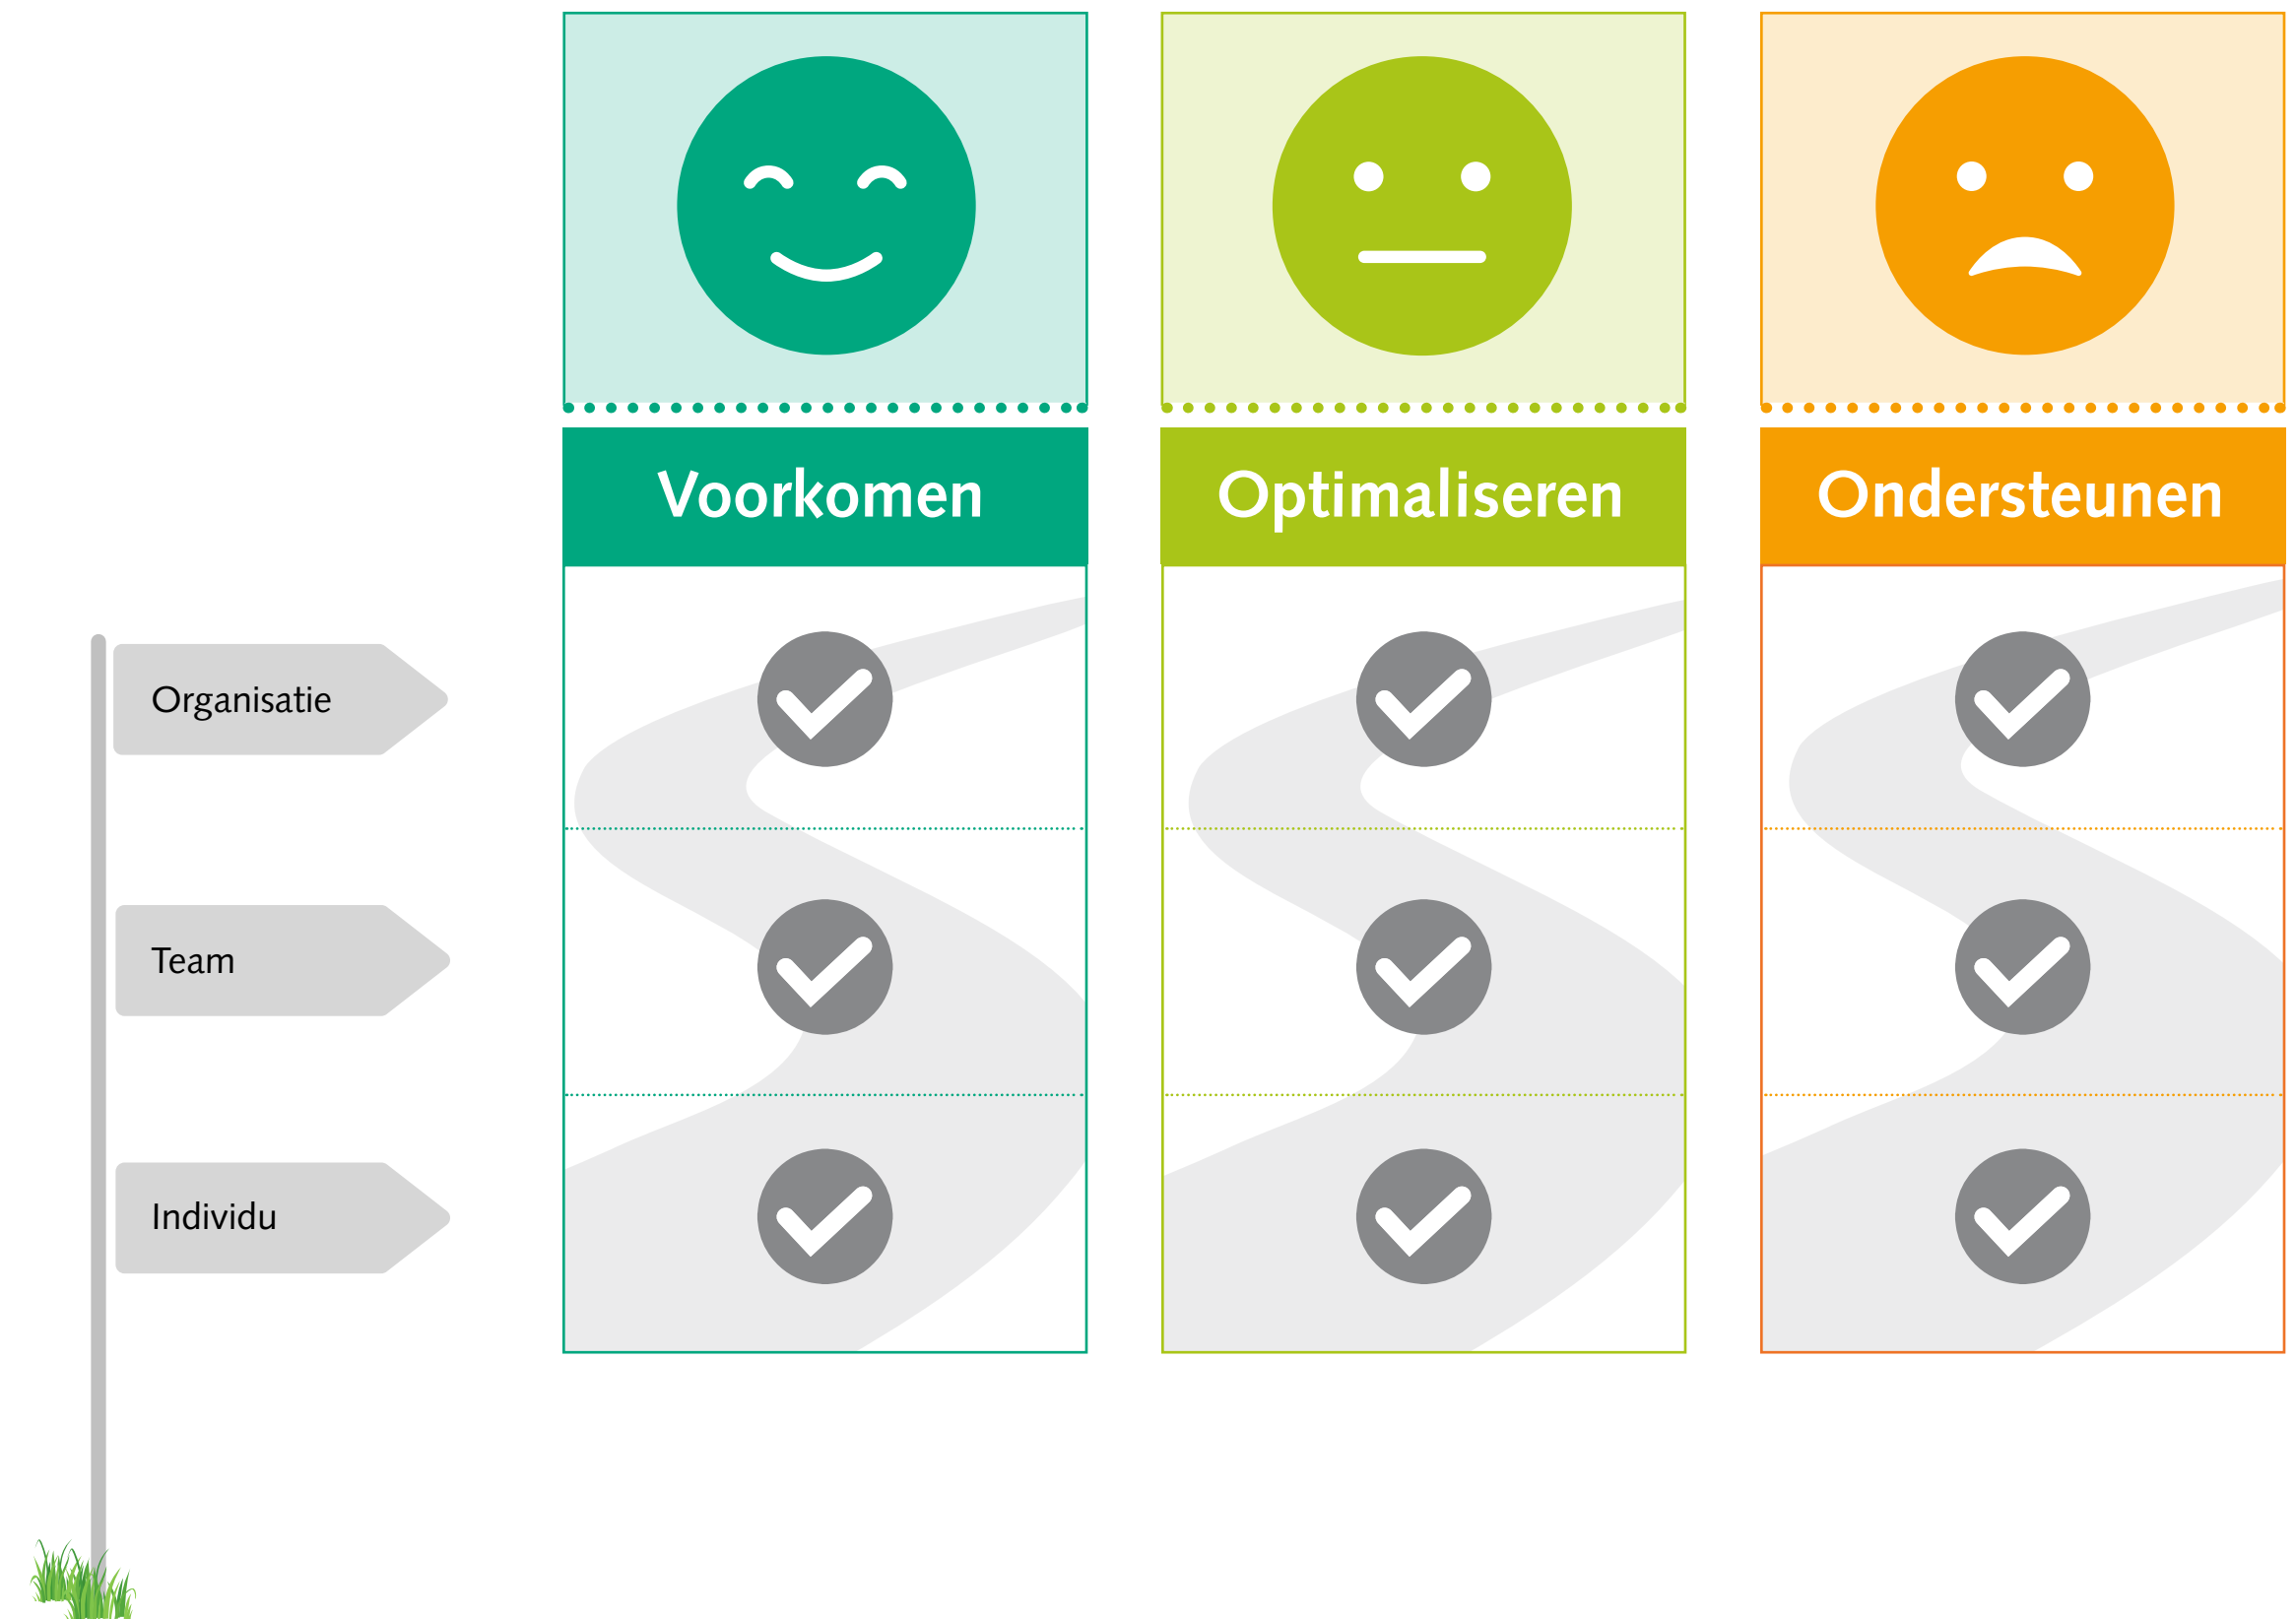 Voorkomen
Optimaliseren
Ondersteunen
Organisatie
Team
Individu